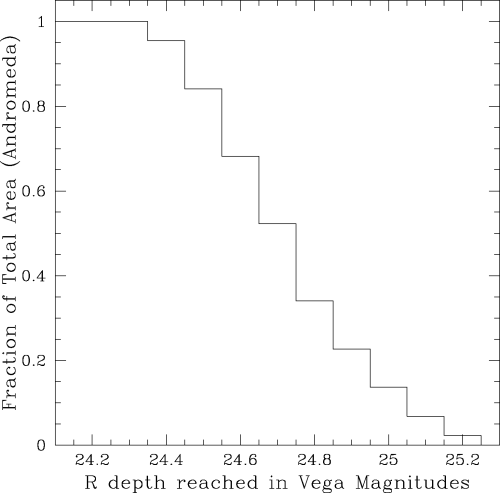 Fraction of Total Area (Andromeda)
1
0.8
0.6
0.4
0.2
0
24.2 24.4 24.6 24.8 25 25.2
R depth reached in Vega Magnitudes